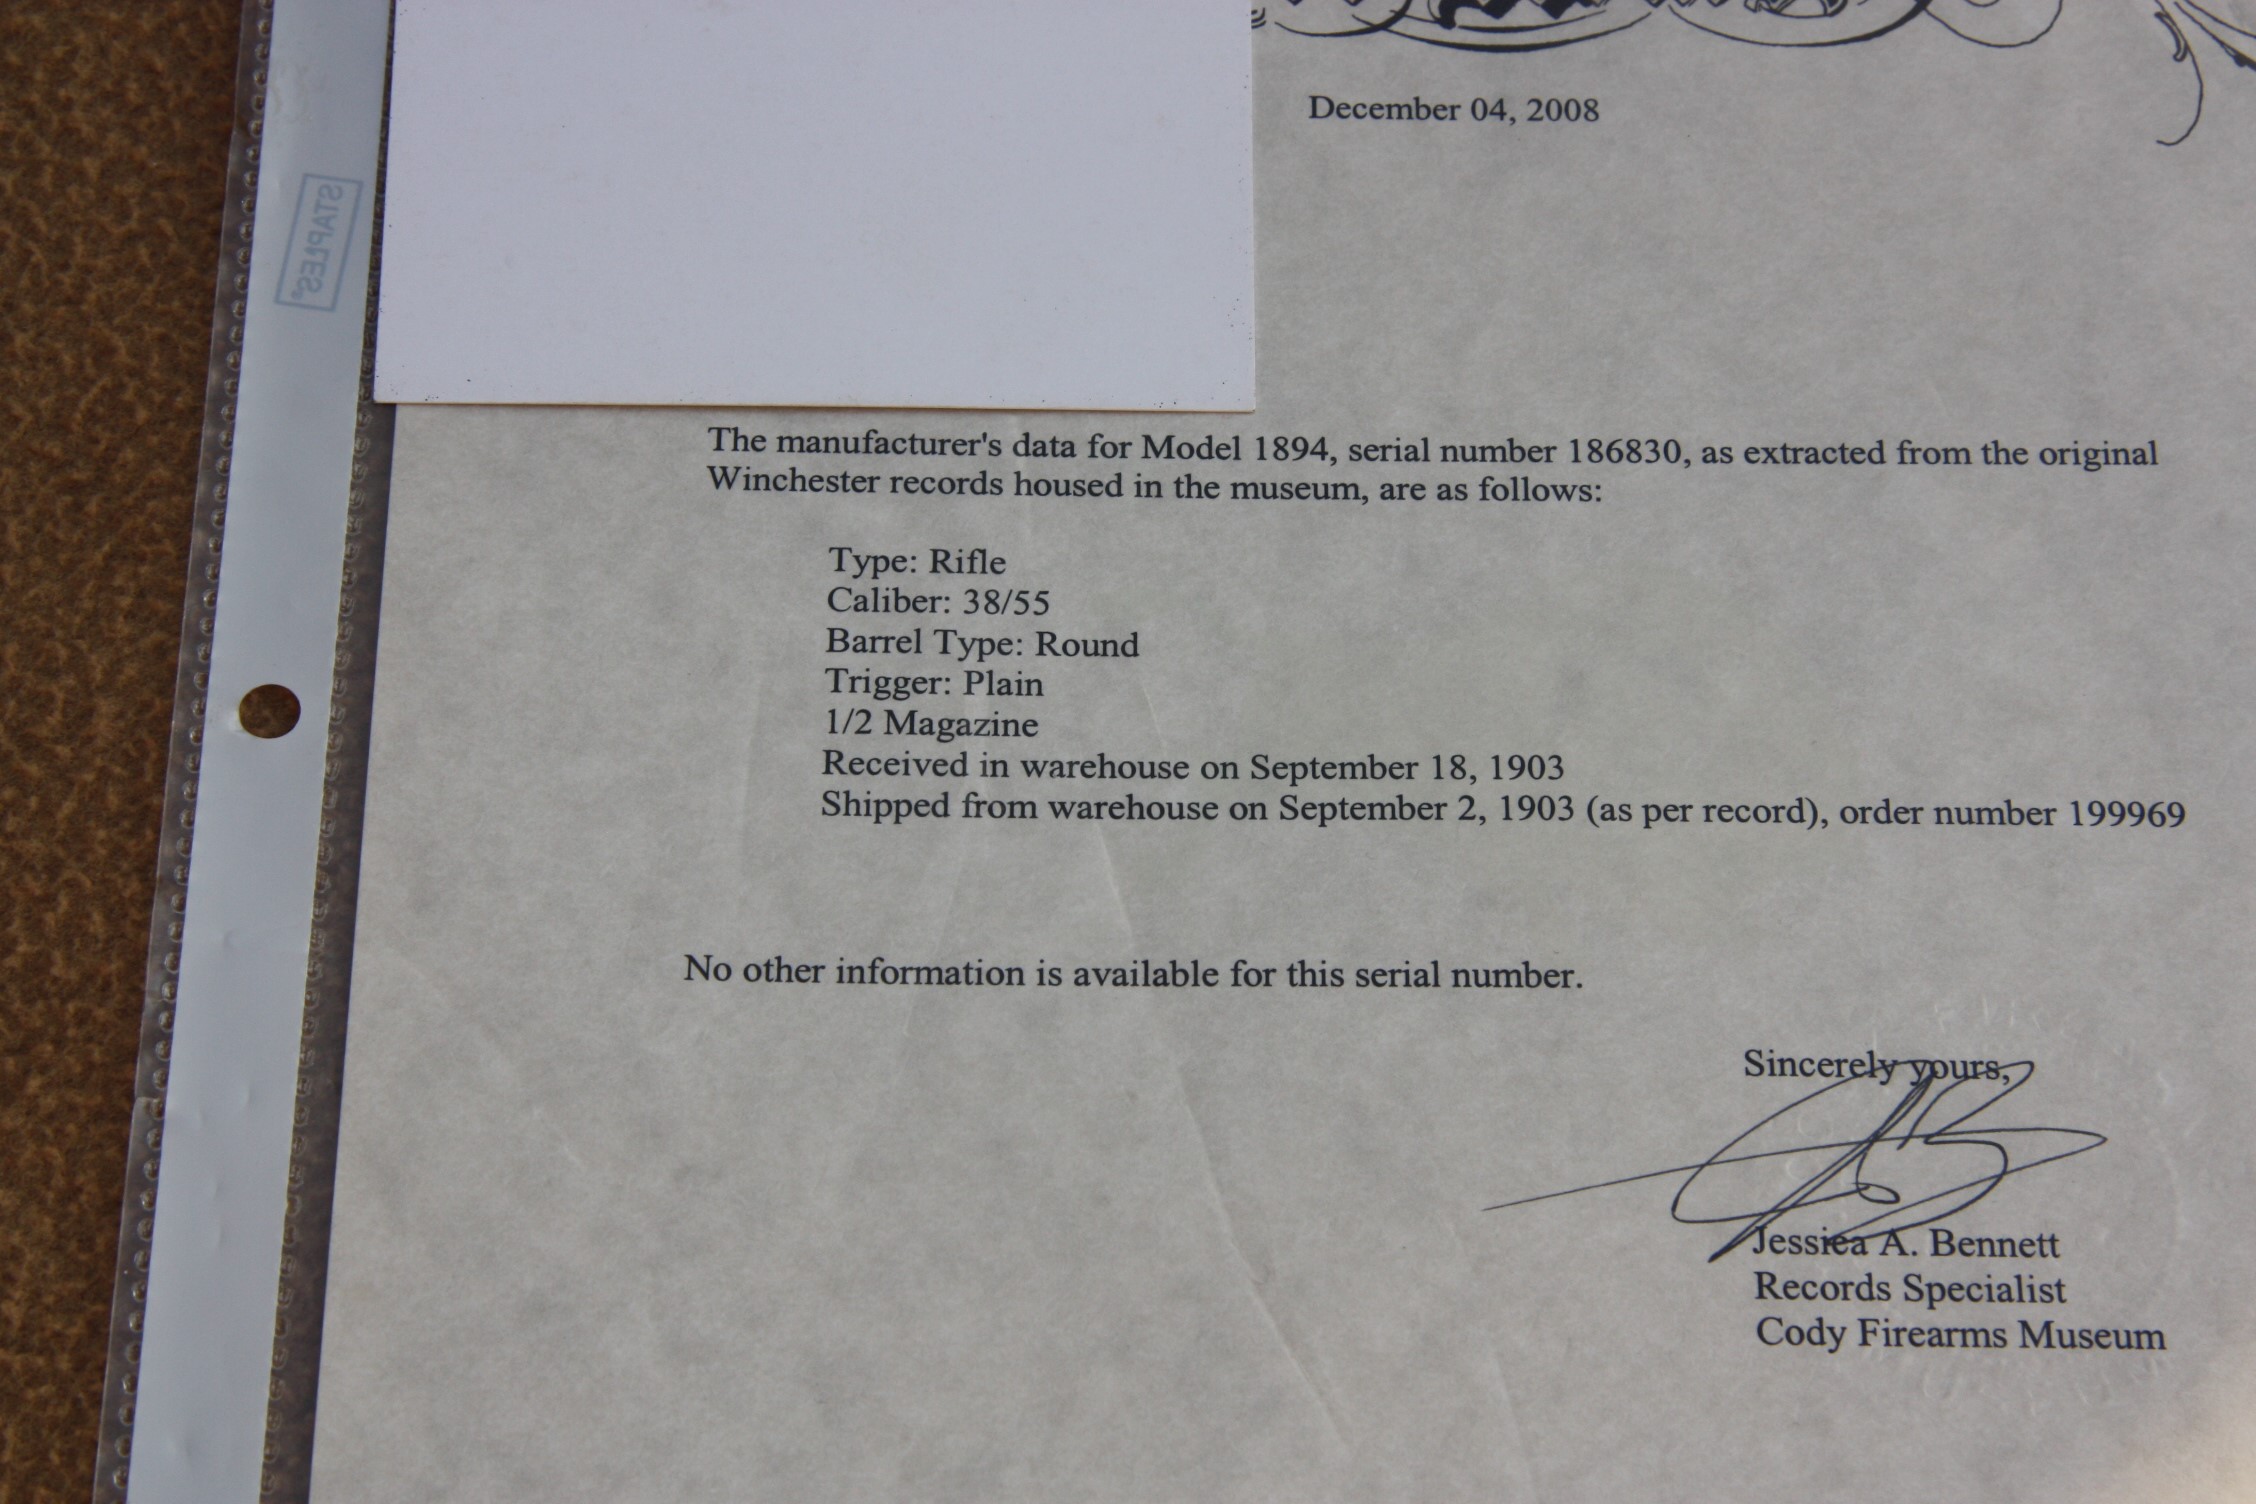 December 04, 2008
STAPLES
The manufacturer's data for Model 1894, serial number 186830, as extracted from the original
Winchester records housed in the museum, are as follows:
Type: Rifle
Caliber: 38/55
Barrel Type: Round
Trigger: Plain
1/2 Magazine
Received in warehouse on September 18, 1903
Shipped from warehouse on September 2, 1903 (as per record), order number 199969
No other information is available for this serial number.
Sincerely yours,
Jessica A. Bennett
Records Specialist
Cody Firearms Museum